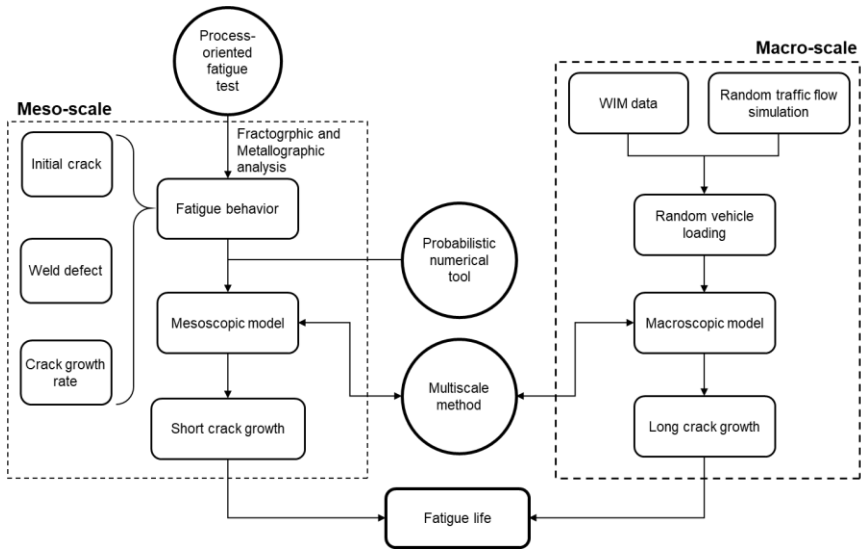 Process-
oriented
fatigue
test
Macro-scale
WIM data
Random traffic flow
simulation
Meso-scale
Fractogrphic and
Metallographic
analysis
Initial crack
Fatigue behavior
Random vehicle
loading
Probabilistic
numerical
tool
Weld defect
Mesoscopic model
Macroscopic model
Crack growth
rate
Multiscale
method
Short crack growth
Long crack growth
Fatigue life